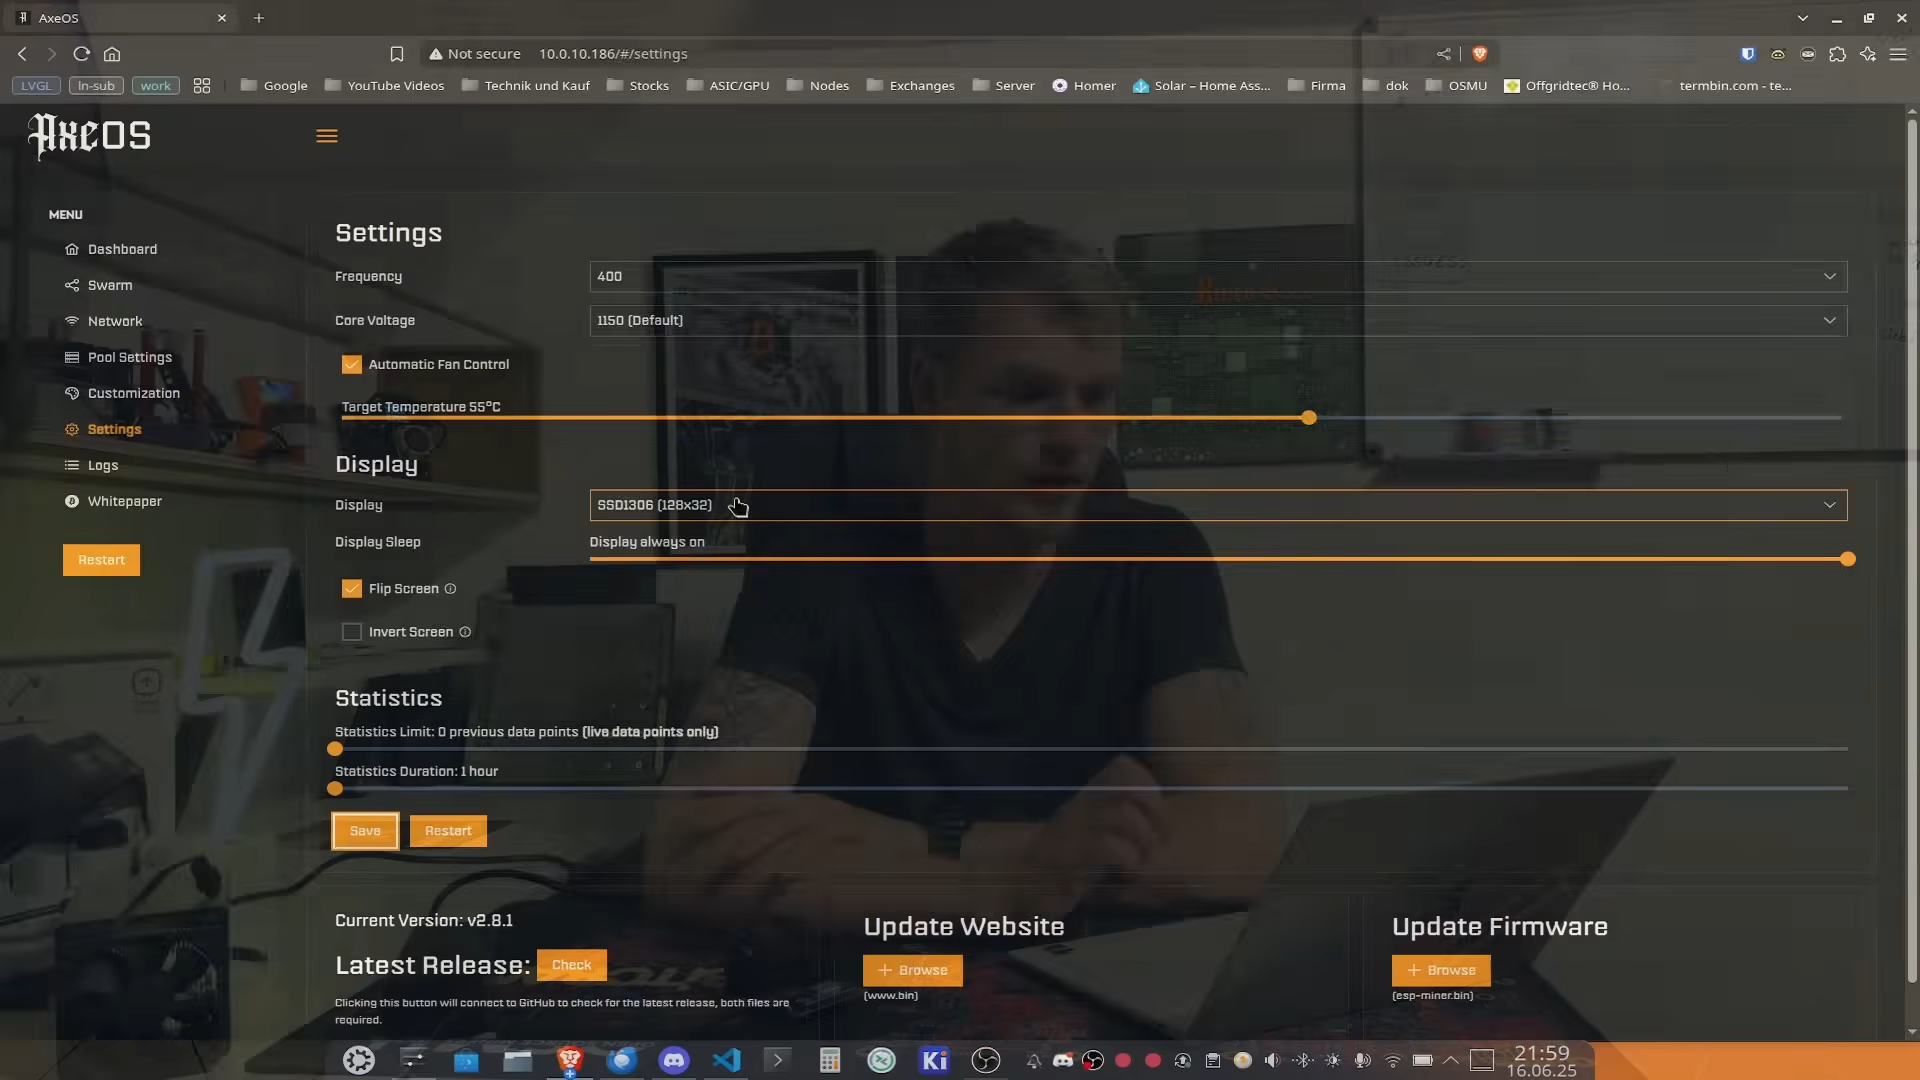 AxeOS
Not secure 10.0.10.186/#/settings
LVGL ln-sub work Google YouTube Videos Technik und Kauf Stocks ASIC/GPU Nodes Exchanges Server Homer Solar – Home Ass... Firma dok OSMU Offgridtec® Ho... termbin.com - te...
AxeOS
MENU
Dashboard
Swarm
Network
Pool Settings
Customization
Settings
Logs
Whitepaper
Restart
Settings
Frequency 400
Core Voltage 1150 (Default)
Automatic Fan Control
Target Temperature 55°C
Display
Display SSD1306 (128x32)
Display Sleep Display always on
Flip Screen
Invert Screen
Statistics
Statistics Limit: 0 previous data points (live data points only)
Statistics Duration: 1 hour
Save Restart
Current Version: v2.8.1
Latest Release: Check
Clicking this button will connect to GitHub to check for the latest release, both files are
required.
Update Website
Browse
(www.bin)
Update Firmware
Browse
(esp-miner.bin)
Ki
21:59
16.06.25